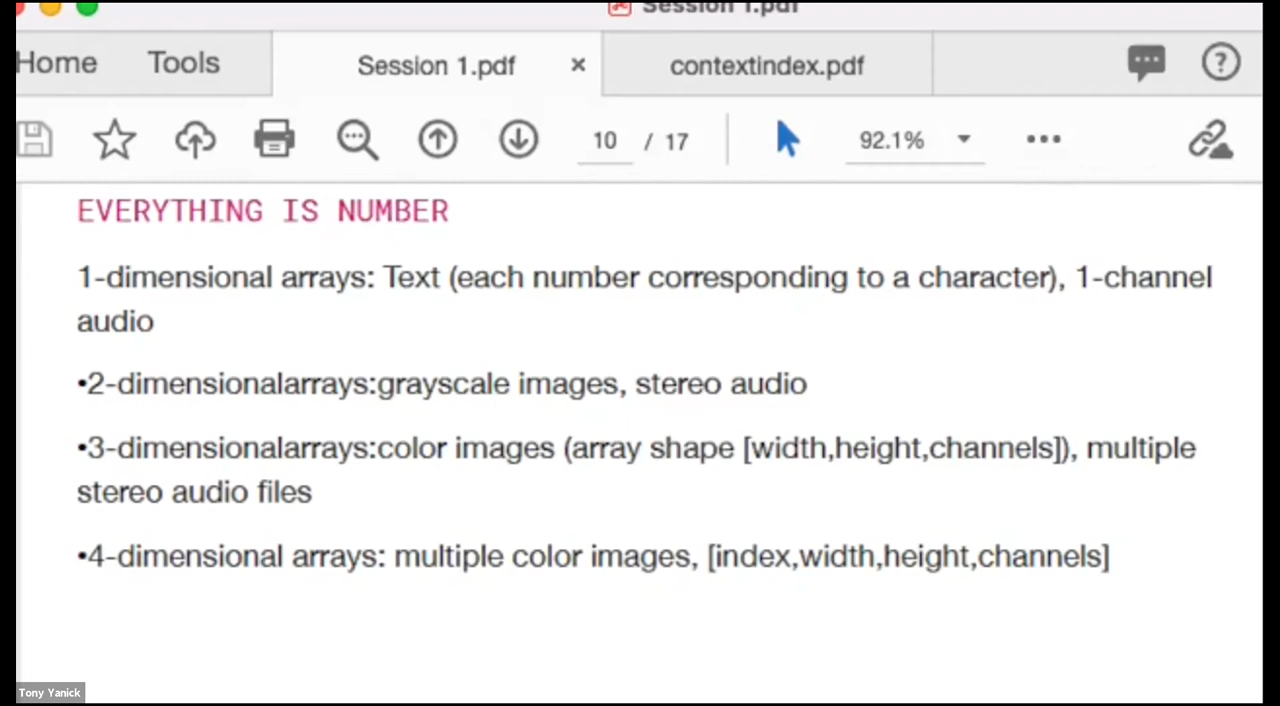 Session 1.pdf
Home Tools Session 1.pdf × contextindex.pdf ?
10 / 17 92.1%
EVERYTHING IS NUMBER
1-dimensional arrays: Text (each number corresponding to a character), 1-channel
audio
•2-dimensionalarrays:grayscale images, stereo audio
•3-dimensionalarrays:color images (array shape [width,height,channels]), multiple
stereo audio files
•4-dimensional arrays: multiple color images, [index,width,height,channels]
Tony Yanick